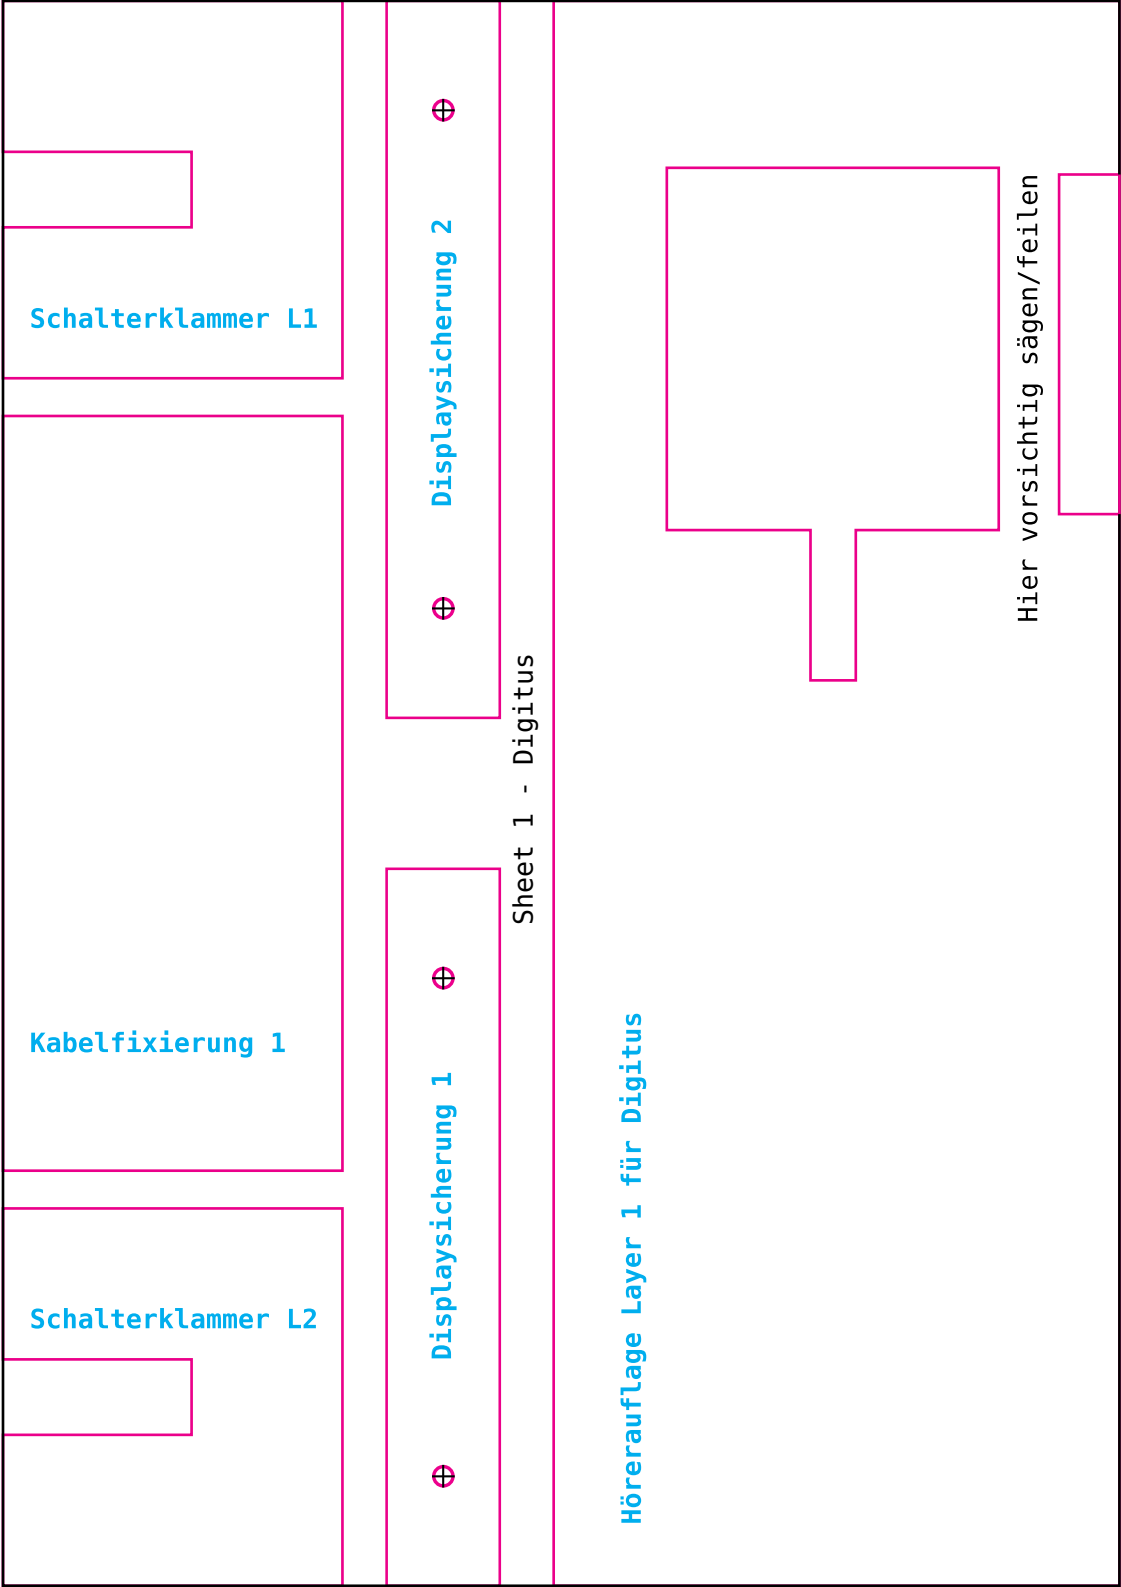 Schalterklammer L1
Kabelfixierung 1
Schalterklammer L2
Displaysicherung 2
Displaysicherung 1
Sheet 1 - Digitus
Hörerauflage Layer 1 für Digitus
Hier vorsichtig sägen/feilen